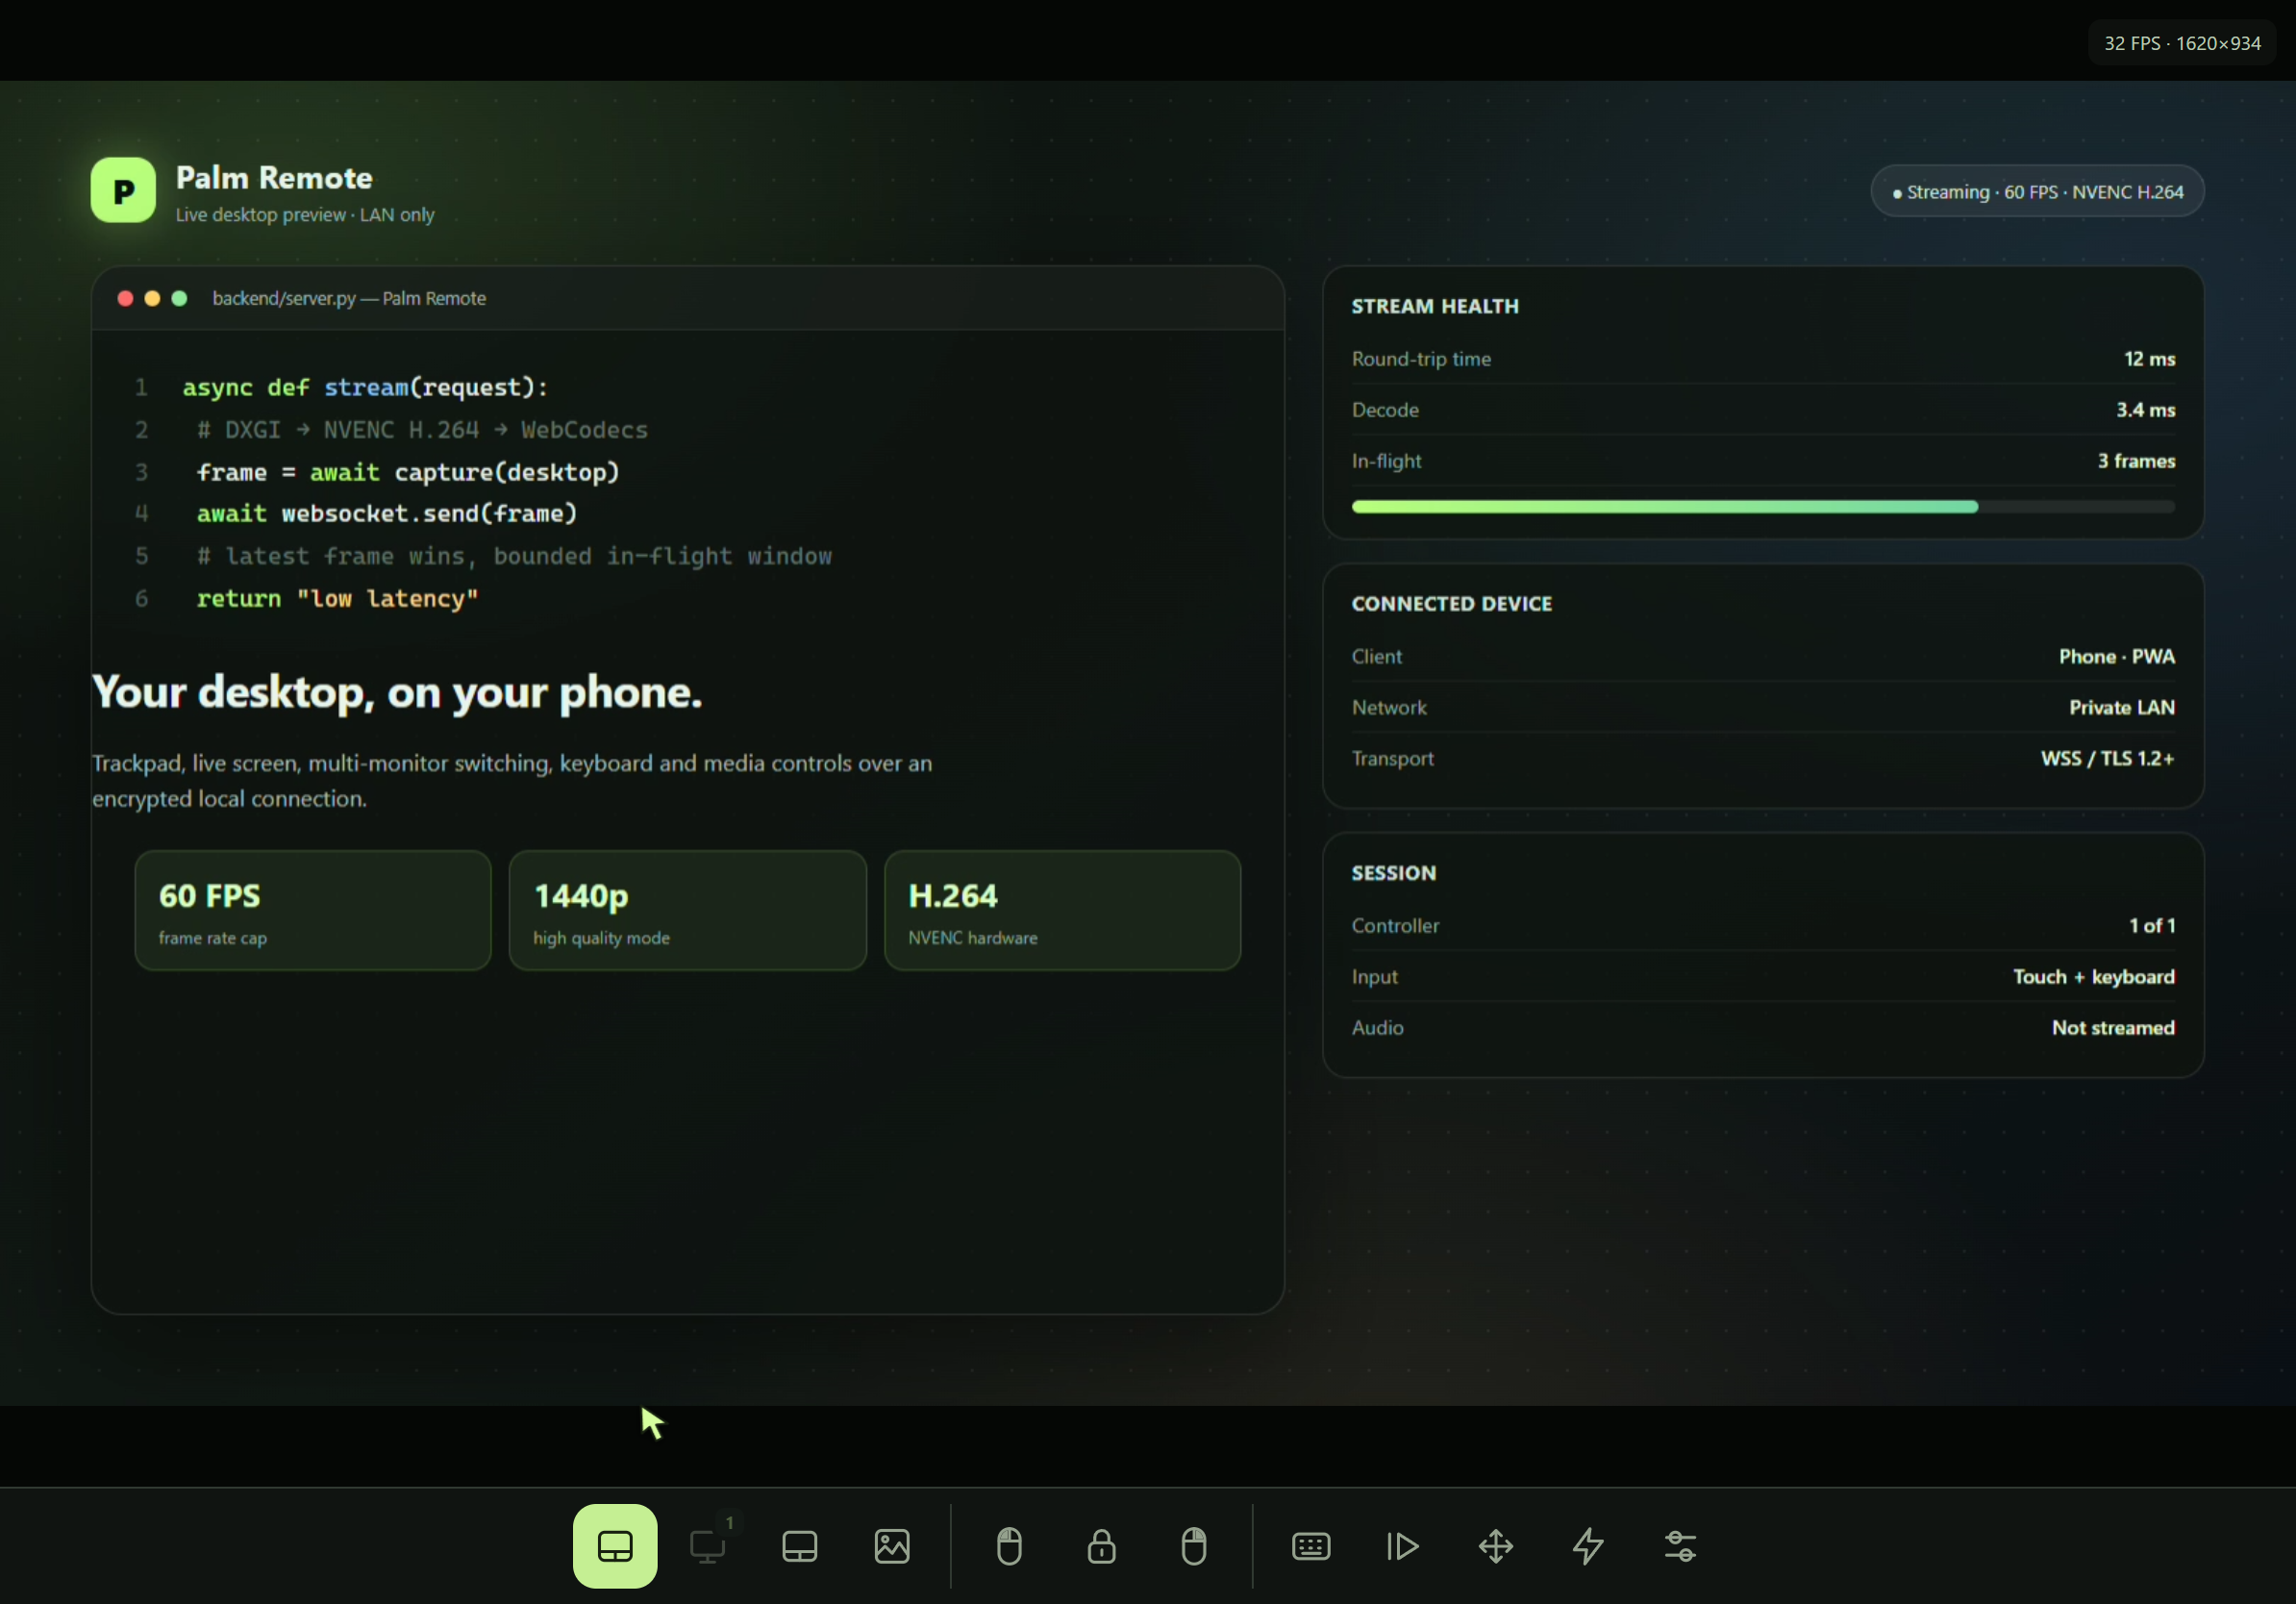 32 FPS · 1620×934
P
Palm Remote
Live desktop preview · LAN only
● Streaming · 60 FPS · NVENC H.264
backend/server.py — Palm Remote
1 async def stream(request):
2 # DXGI → NVENC H.264 → WebCodecs
3 frame = await capture(desktop)
4 await websocket.send(frame)
5 # latest frame wins, bounded in-flight window
6 return "low latency"
Your desktop, on your phone.
Trackpad, live screen, multi-monitor switching, keyboard and media controls over an
encrypted local connection.
60 FPS
frame rate cap
1440p
high quality mode
H.264
NVENC hardware
STREAM HEALTH
Round-trip time 12 ms
Decode 3.4 ms
In-flight 3 frames
CONNECTED DEVICE
Client Phone · PWA
Network Private LAN
Transport WSS / TLS 1.2+
SESSION
Controller 1 of 1
Input Touch + keyboard
Audio Not streamed
1